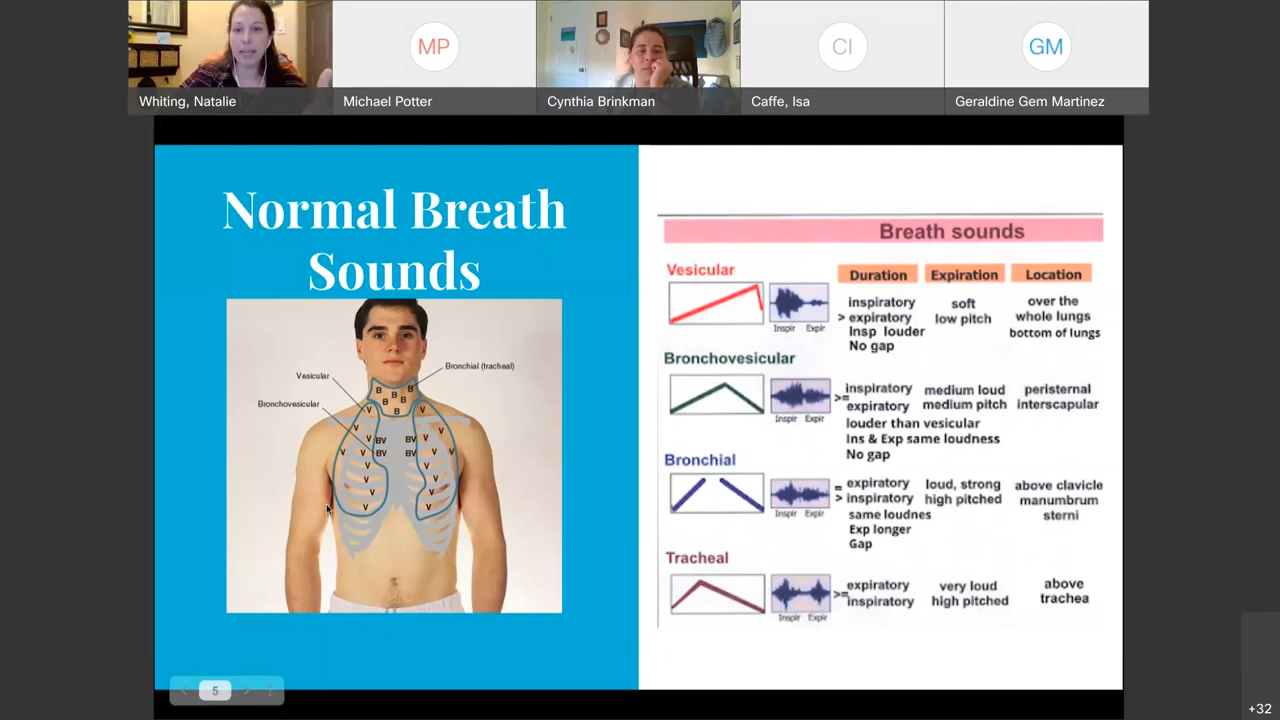 MP
CI
GM
Whiting, Natalie
Michael Potter
Cynthia Brinkman
Caffe, Isa
Geraldine Gem Martinez
Normal Breath
Sounds
Vesicular
Bronchovesicular
Bronchial (tracheal)
B B
B B
B
B
V V
V V
V BV BV V
V V BV BV V V
V V
V V
V V
V V
Breath sounds
Duration Expiration Location
Vesicular
Inspir Expir
inspiratory
> expiratory
Insp louder
No gap
soft
low pitch
over the
whole lungs
bottom of lungs
Bronchovesicular
Inspir Expir
inspiratory
>= expiratory
louder than vesicular
Ins & Exp same loudness
No gap
medium loud
medium pitch
peristernal
interscapular
Bronchial
Inspir Expir
= expiratory
> inspiratory
same loudnes
Exp longer
Gap
loud, strong
high pitched
above clavicle
manumbrum
sterni
Tracheal
Inspir Expir
>= expiratory
inspiratory
very loud
high pitched
above
trachea
5
+32